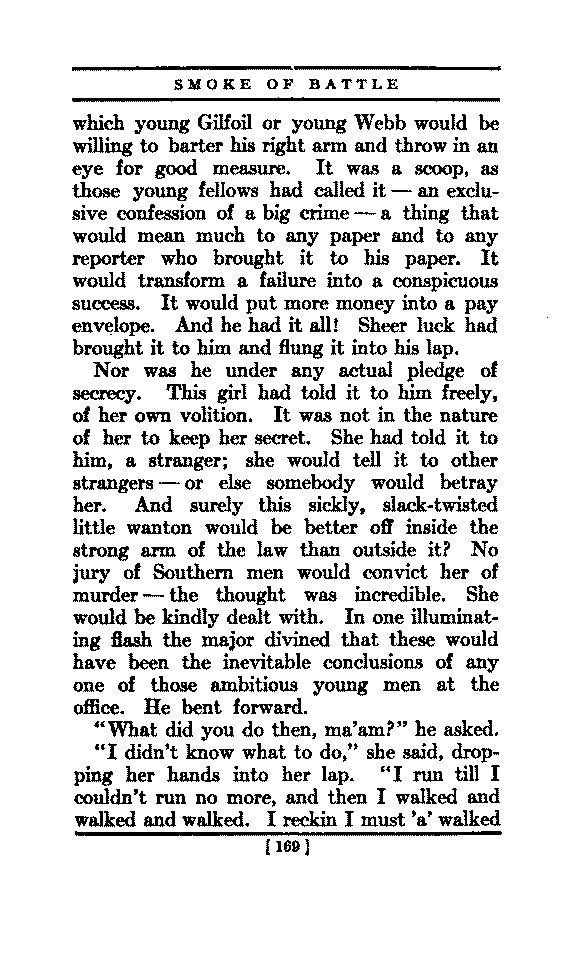 SMOKE OF BATTLE
which young Gilfoil or young Webb would be
willing to barter his right arm and throw in an
eye for good measure. It was a scoop, as
those young fellows had called it — an exclu-
sive confession of a big crime — a thing that
would mean much to any paper and to any
reporter who brought it to his paper. It
would transform a failure into a conspicuous
success. It would put more money into a pay
envelope. And he had it all! Sheer luck had
brought it to him and flung it into his lap.
Nor was he under any actual pledge of
secrecy. This girl had told it to him freely,
of her own volition. It was not in the nature
of her to keep her secret. She had told it to
him, a stranger; she would tell it to other
strangers — or else somebody would betray
her. And surely this sickly, slack-twisted
little wanton would be better off inside the
strong arm of the law than outside it? No
jury of Southern men would convict her of
murder — the thought was incredible. She
would be kindly dealt with. In one illuminat-
ing flash the major divined that these would
have been the inevitable conclusions of any
one of those ambitious young men at the
office. He bent forward.
"What did you do then, ma'am?" he asked.
"I didn't know what to do," she said, drop-
ping her hands into her lap. "I run till I
couldn't run no more, and then I walked and
walked and walked. I reckin I must 'a' walked
[ 169 ]